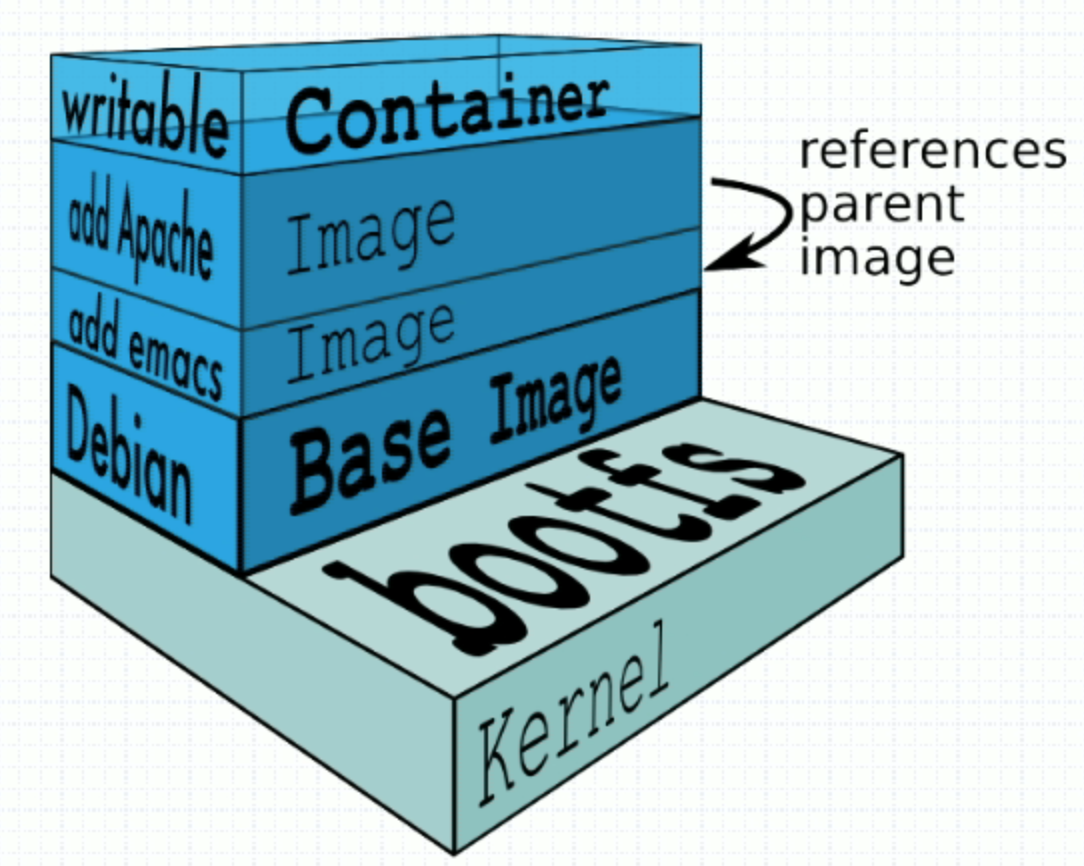 writable Container
add Apache Image
add emacs Image
Debian Base Image
bootfs
Kernel
references
parent
image